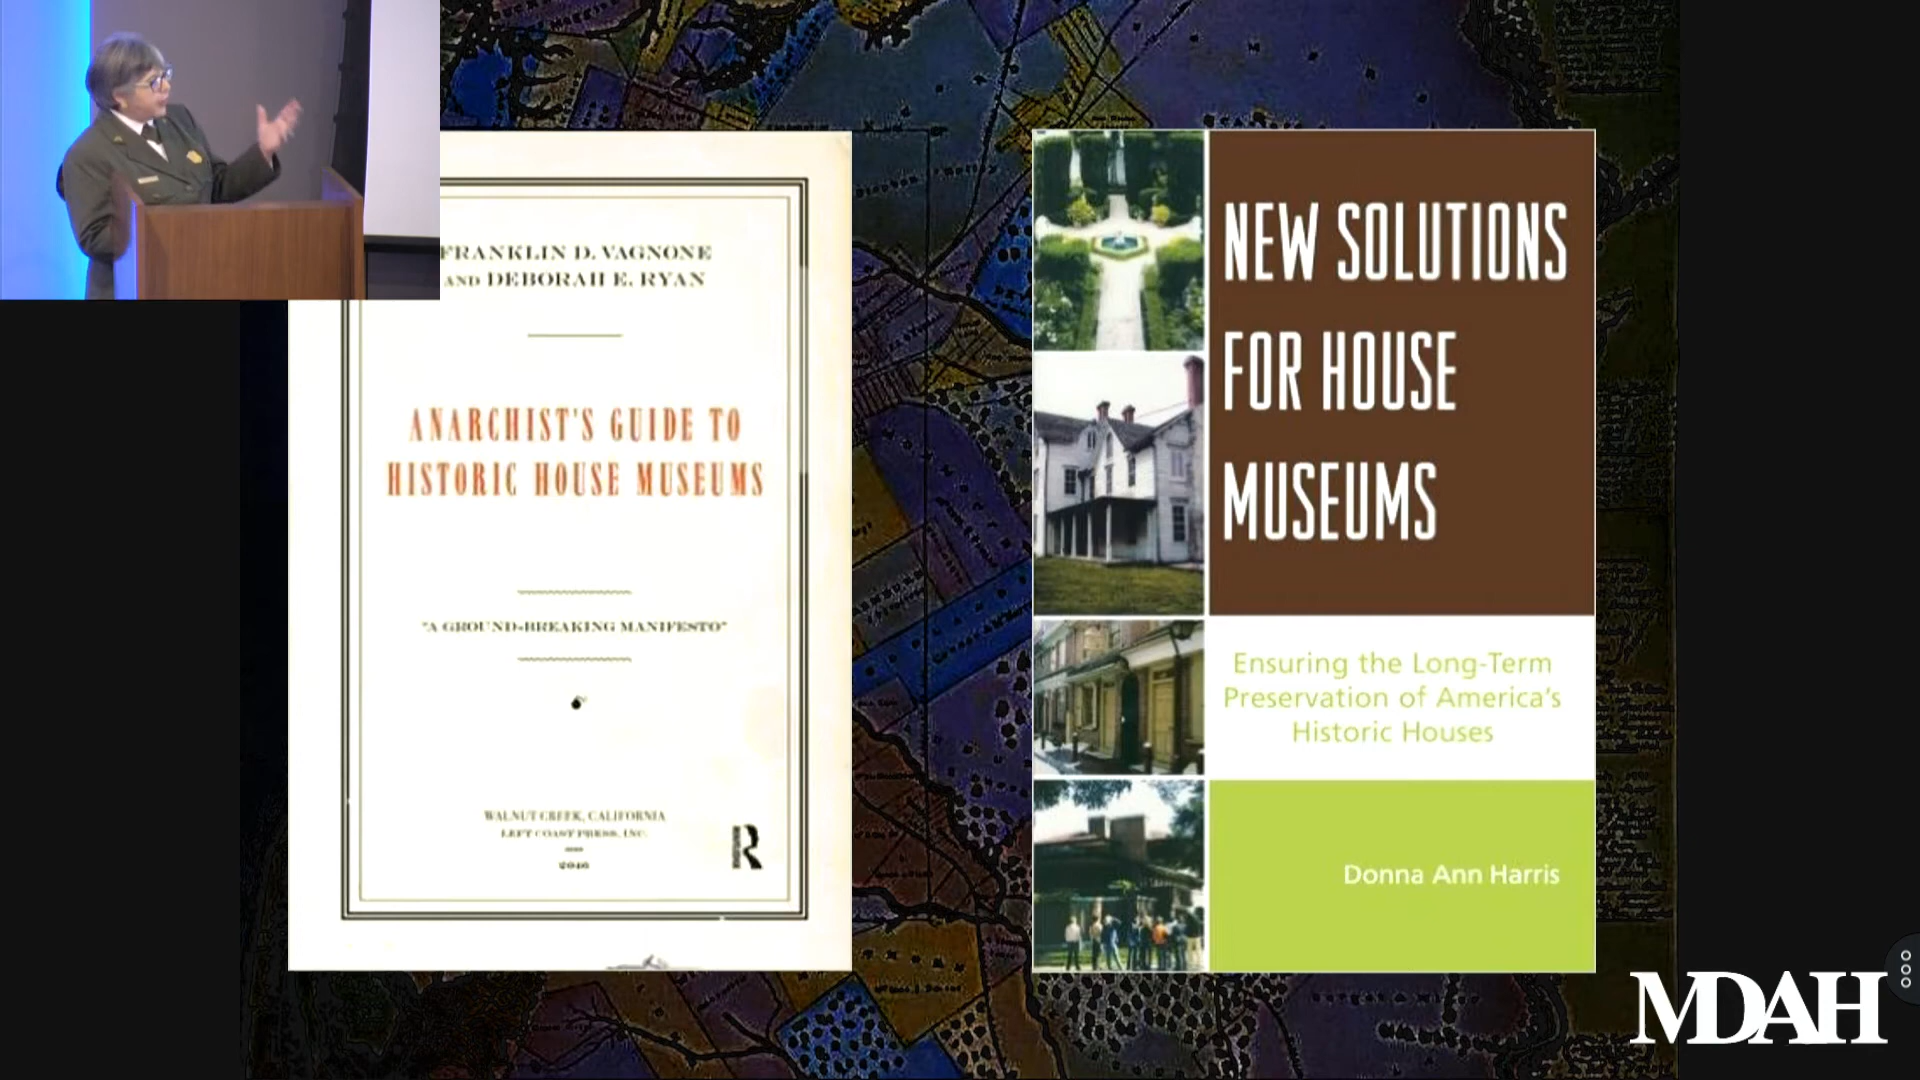 FRANKLIN D. VAGNONE
AND DEBORAH E. RYAN
ANARCHIST'S GUIDE TO
HISTORIC HOUSE MUSEUMS
"A GROUND-BREAKING MANIFESTO"
WALNUT CREEK, CALIFORNIA
LEFT COAST PRESS, INC.
2016
R
NEW SOLUTIONS
FOR HOUSE
MUSEUMS
Ensuring the Long-Term
Preservation of America's
Historic Houses
Donna Ann Harris
MDAH